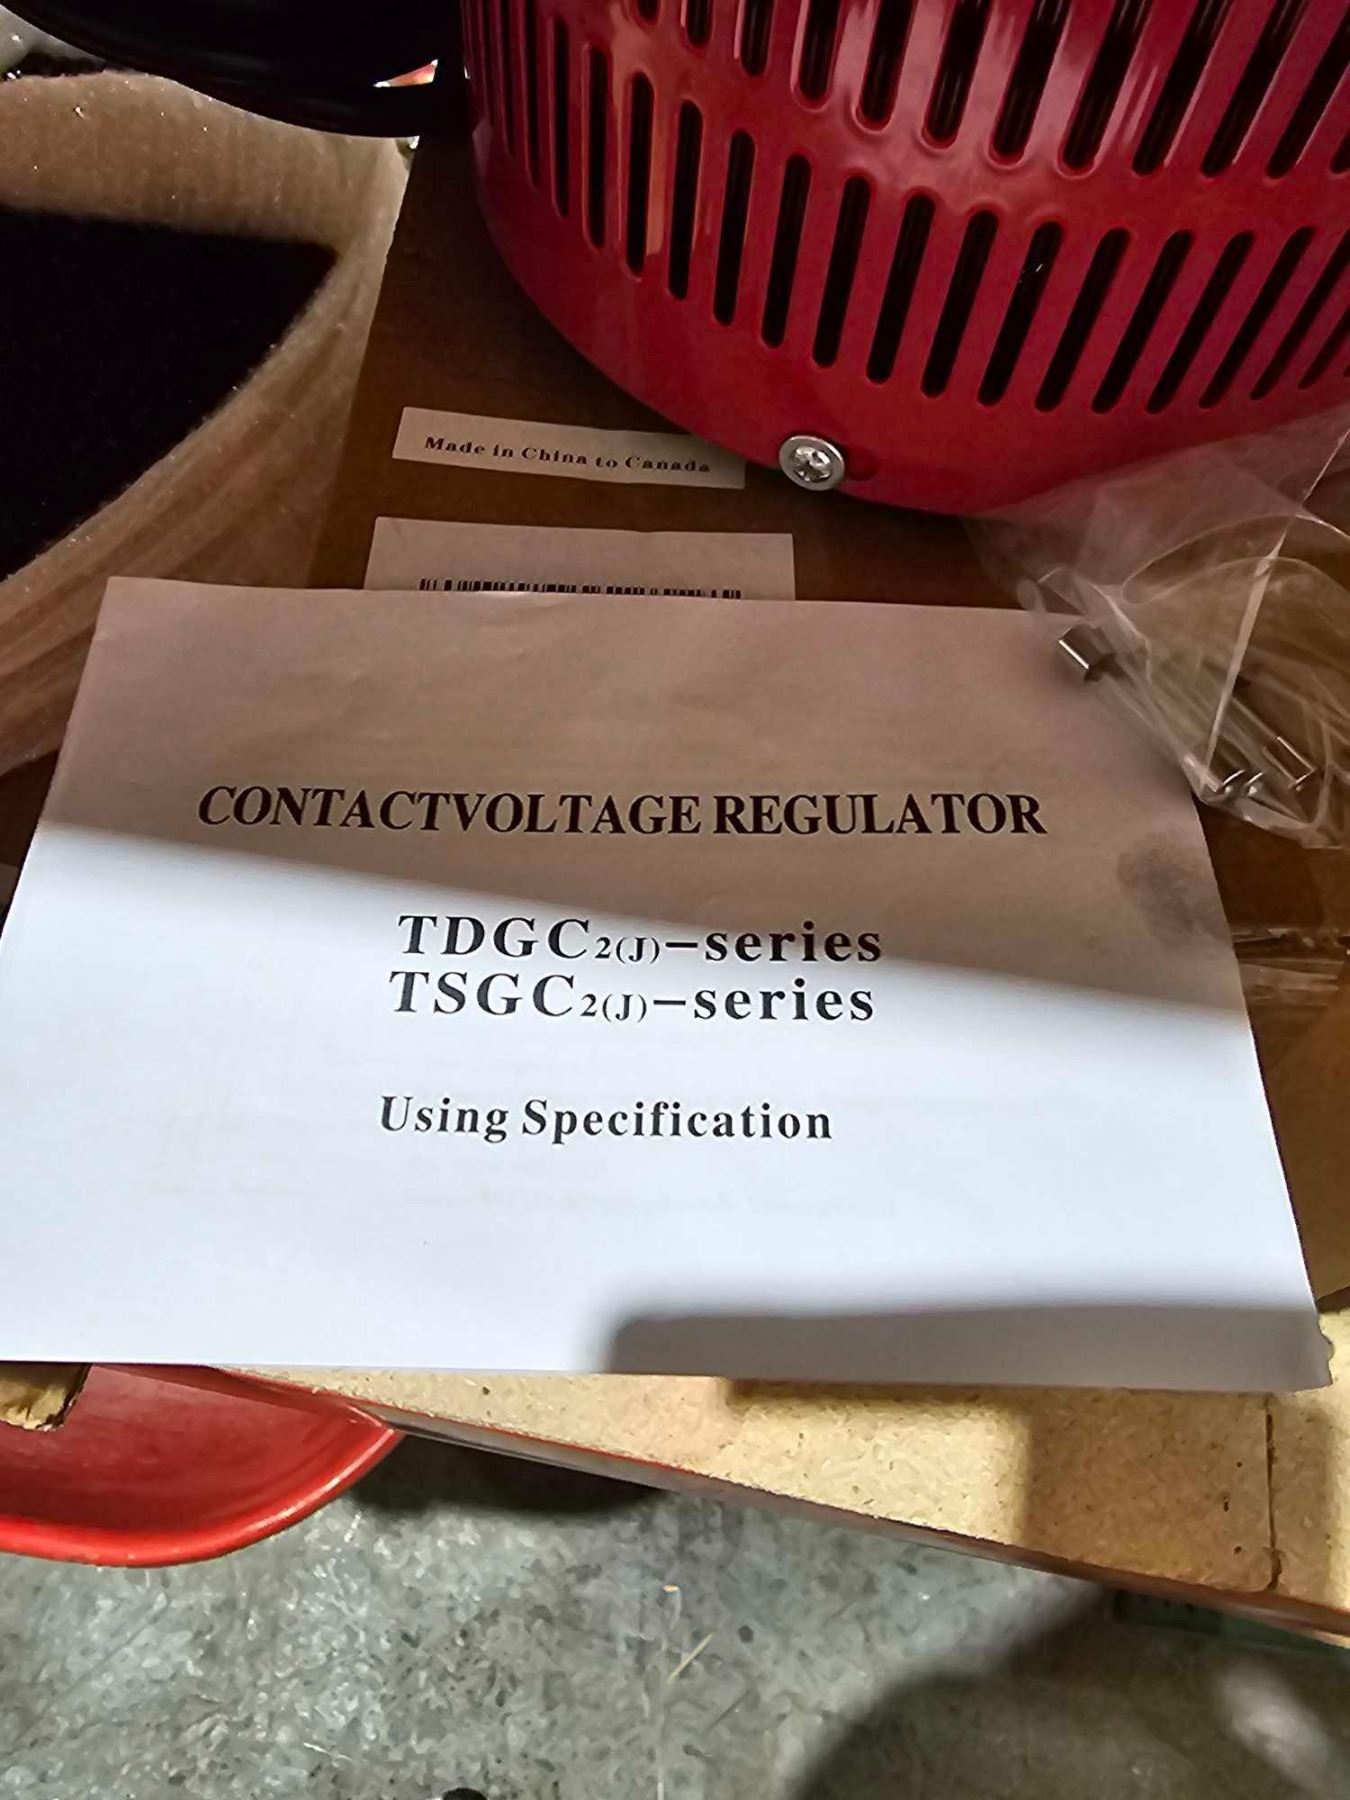 Made in China to Canada
CONTACTVOLTAGE REGULATOR
TDGC2(J)-series
TSGC2(J)-series
Using Specification